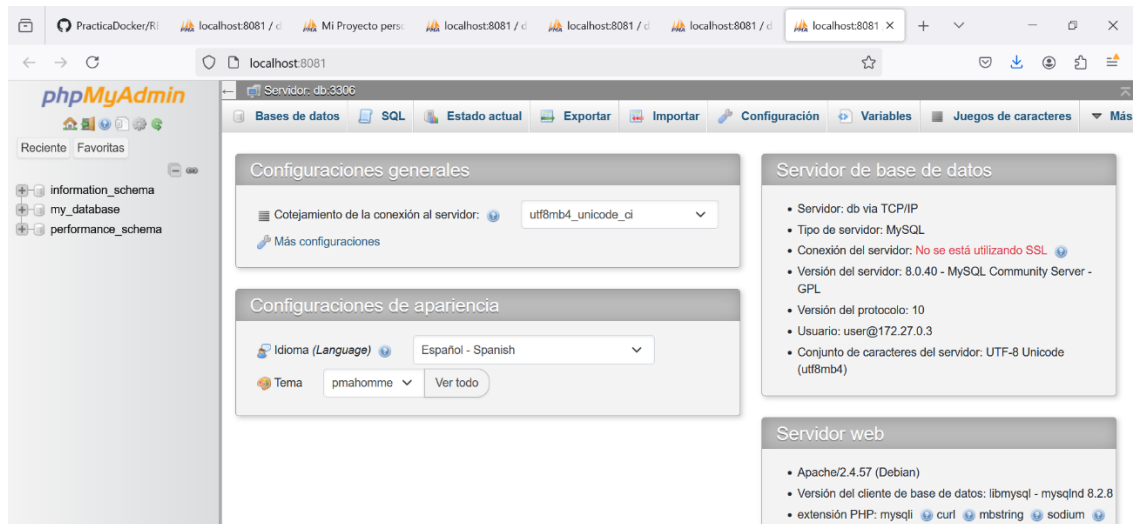 PracticaDocker/RE
localhost:8081 / d
Mi Proyecto perso
localhost:8081 / d
localhost:8081 / d
localhost:8081 / d
localhost:8081
localhost:8081
phpMyAdmin
Reciente Favoritas
information_schema
my_database
performance_schema
Servidor: db:3306
Bases de datos SQL Estado actual Exportar Importar Configuración Variables Juegos de caracteres Más
Configuraciones generales
Cotejamiento de la conexión al servidor: utf8mb4_unicode_ci
Más configuraciones
Configuraciones de apariencia
Idioma (Language) Español - Spanish
Tema pmahomme Ver todo
Servidor de base de datos
• Servidor: db via TCP/IP
• Tipo de servidor: MySQL
• Conexión del servidor: No se está utilizando SSL
• Versión del servidor: 8.0.40 - MySQL Community Server -
GPL
• Versión del protocolo: 10
• Usuario: user@172.27.0.3
• Conjunto de caracteres del servidor: UTF-8 Unicode
(utf8mb4)
Servidor web
• Apache/2.4.57 (Debian)
• Versión del cliente de base de datos: libmysql - mysqlnd 8.2.8
• extensión PHP: mysqli curl mbstring sodium